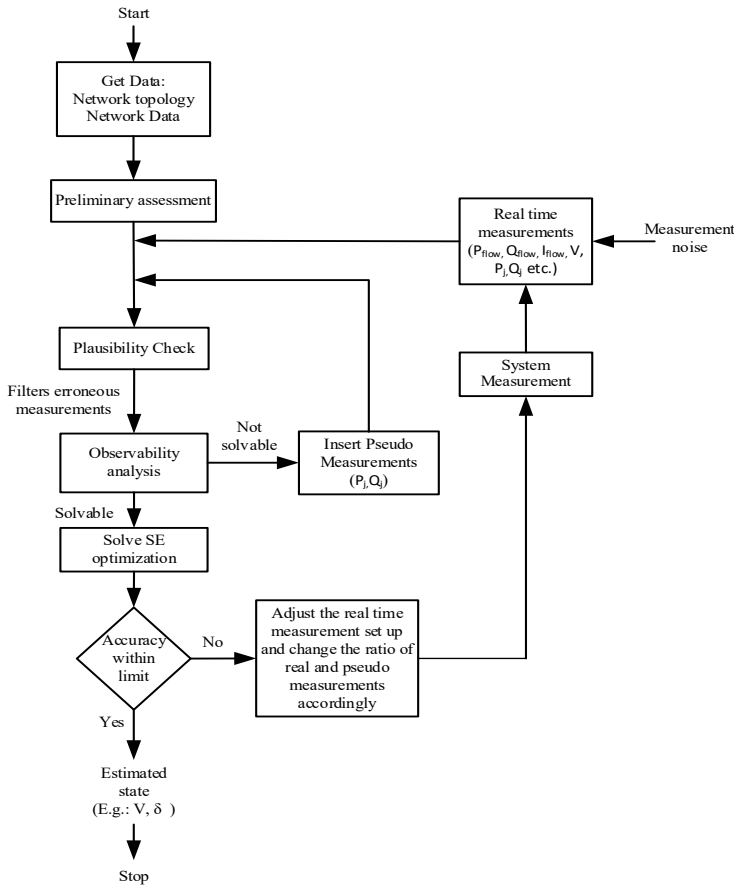 Start
Get Data:
Network topology
Network Data
Preliminary assessment
Real time
measurements
(Pflow, Qflow, Iflow, V,
Pj,Qj etc.)
Measurement
noise
Plausibility Check
System
Measurement
Filters erroneous
measurements
Observability
analysis
Not
solvable
Insert Pseudo
Measurements
(Pj,Qj)
Solvable
Solve SE
optimization
Accuracy
within
limit
No
Adjust the real time
measurement set up
and change the ratio of
real and pseudo
measurements
accordingly
Yes
Estimated
state
(E.g.: V, δ )
Stop